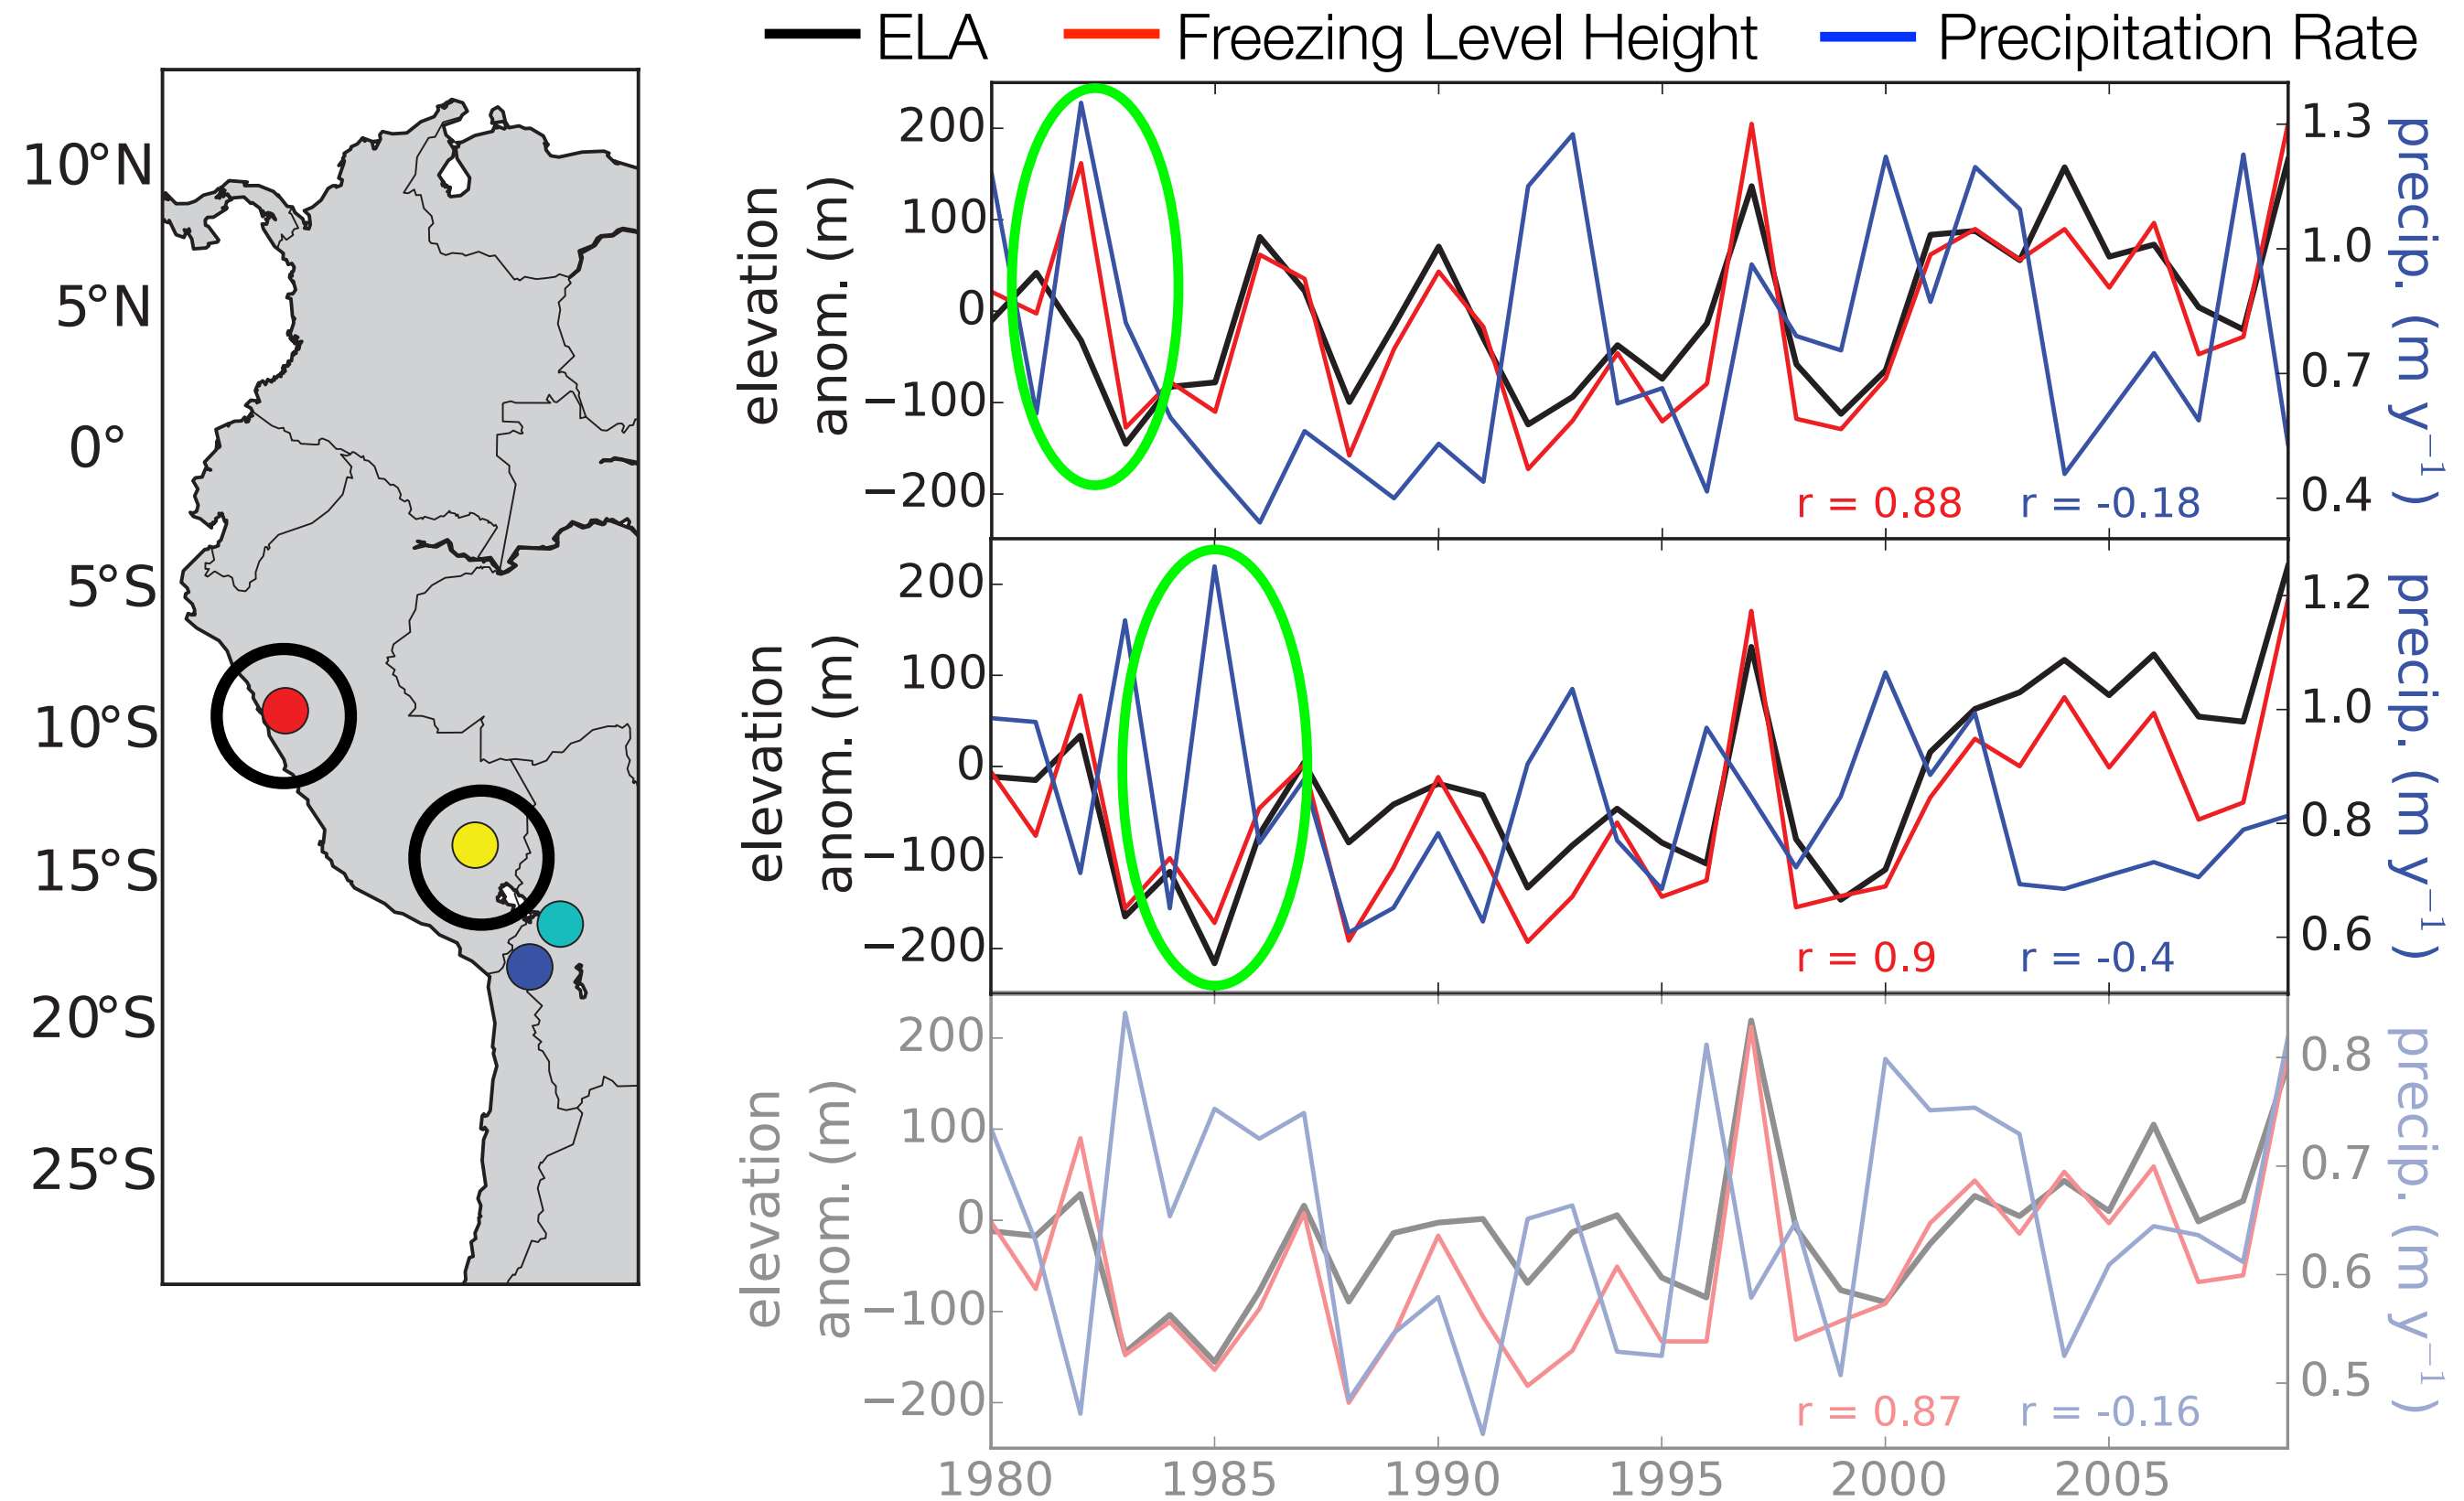 ELA Freezing Level Height Precipitation Rate
10°N
5°N
0°
5°S
10°S
15°S
20°S
25°S
elevation
anom. (m)
200
100
0
−100
−200
1.3
1.0
0.7
0.4
precip. (m y−1)
r = 0.88 r = -0.18
elevation
anom. (m)
200
100
0
−100
−200
1.2
1.0
0.8
0.6
precip. (m y−1)
r = 0.9 r = -0.4
elevation
anom. (m)
200
100
0
−100
−200
0.8
0.7
0.6
0.5
precip. (m y−1)
r = 0.87 r = -0.16
1980 1985 1990 1995 2000 2005